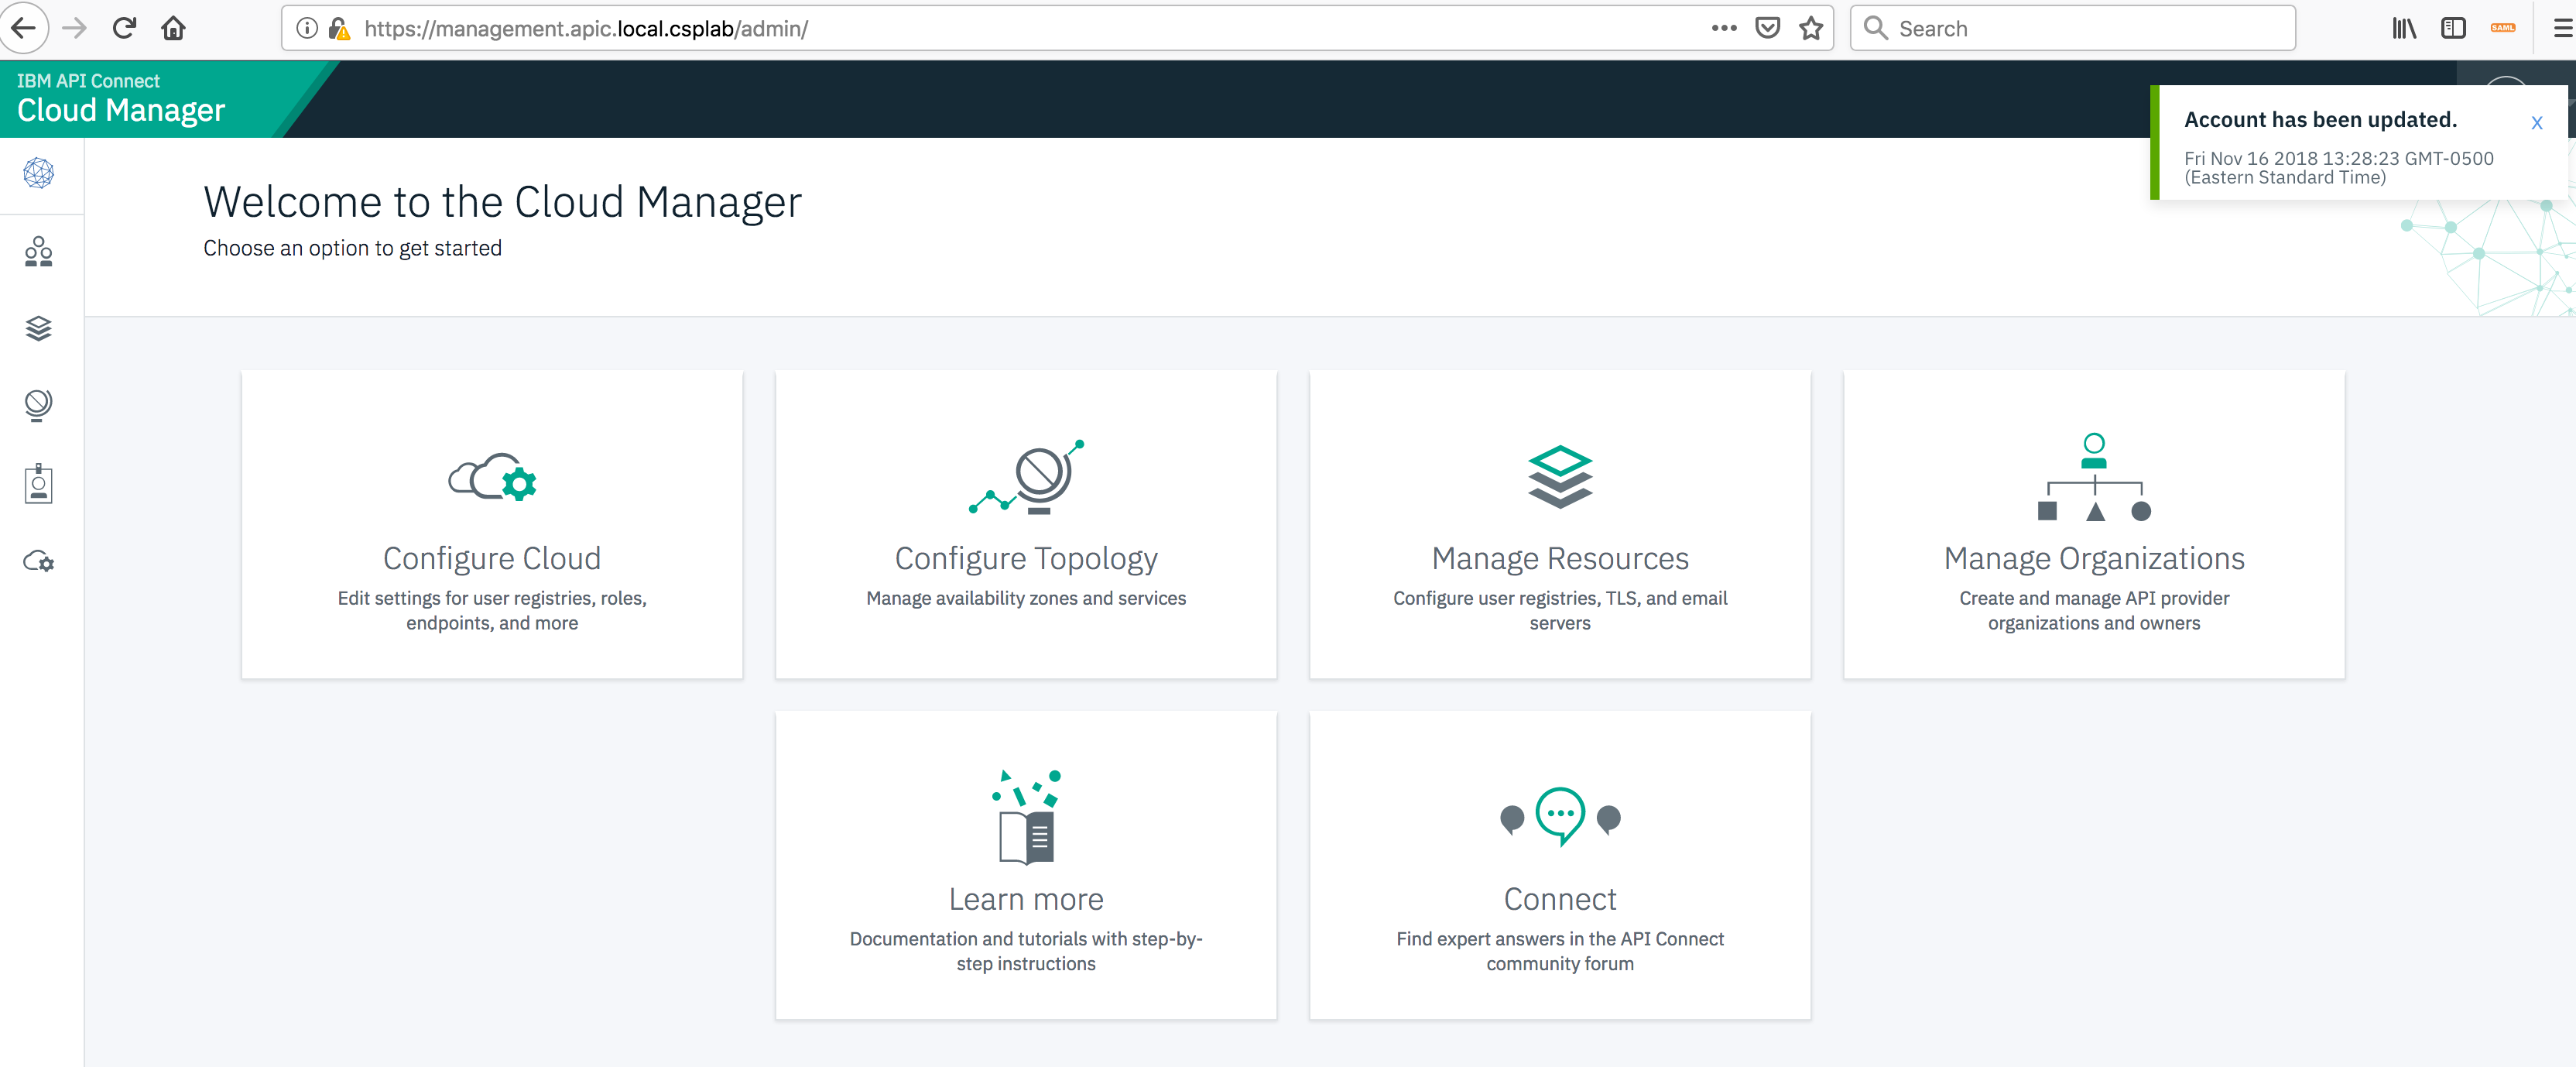 https://management.apic.local.csplab/admin/
Search
SAML
IBM API Connect
Cloud Manager
Account has been updated.
X
Fri Nov 16 2018 13:28:23 GMT-0500
(Eastern Standard Time)
Welcome to the Cloud Manager
Choose an option to get started
Configure Cloud
Edit settings for user registries, roles,
endpoints, and more
Configure Topology
Manage availability zones and services
Manage Resources
Configure user registries, TLS, and email
servers
Manage Organizations
Create and manage API provider
organizations and owners
Learn more
Documentation and tutorials with step-by-
step instructions
Connect
Find expert answers in the API Connect
community forum